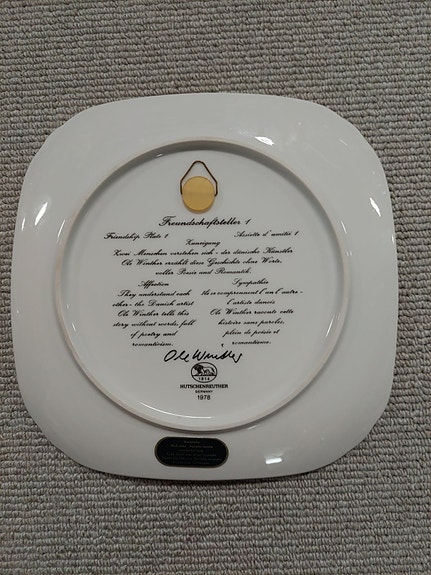 Freundschaftsteller 1
Friendship Plate 1 Assiette d'amitié 1
Zuneigung
Zwei Menschen verstehen sich - der dänische Künstler
Ole Winther erzählt diese Geschichte ohne Worte,
voller Poesie und Romantik.
Affection
They understand each
other - the Danish artist
Ole Winther tells this
story without words, full
of poetry and
romanticism.
Sympathie
Ils se comprennent l'un l'autre -
l'artiste danois
Ole Winther raconte cette
histoire sans paroles,
plein de poésie et
romantisme.
Ole Winther
1814
HUTSCHENREUTHER
GERMANY
1978